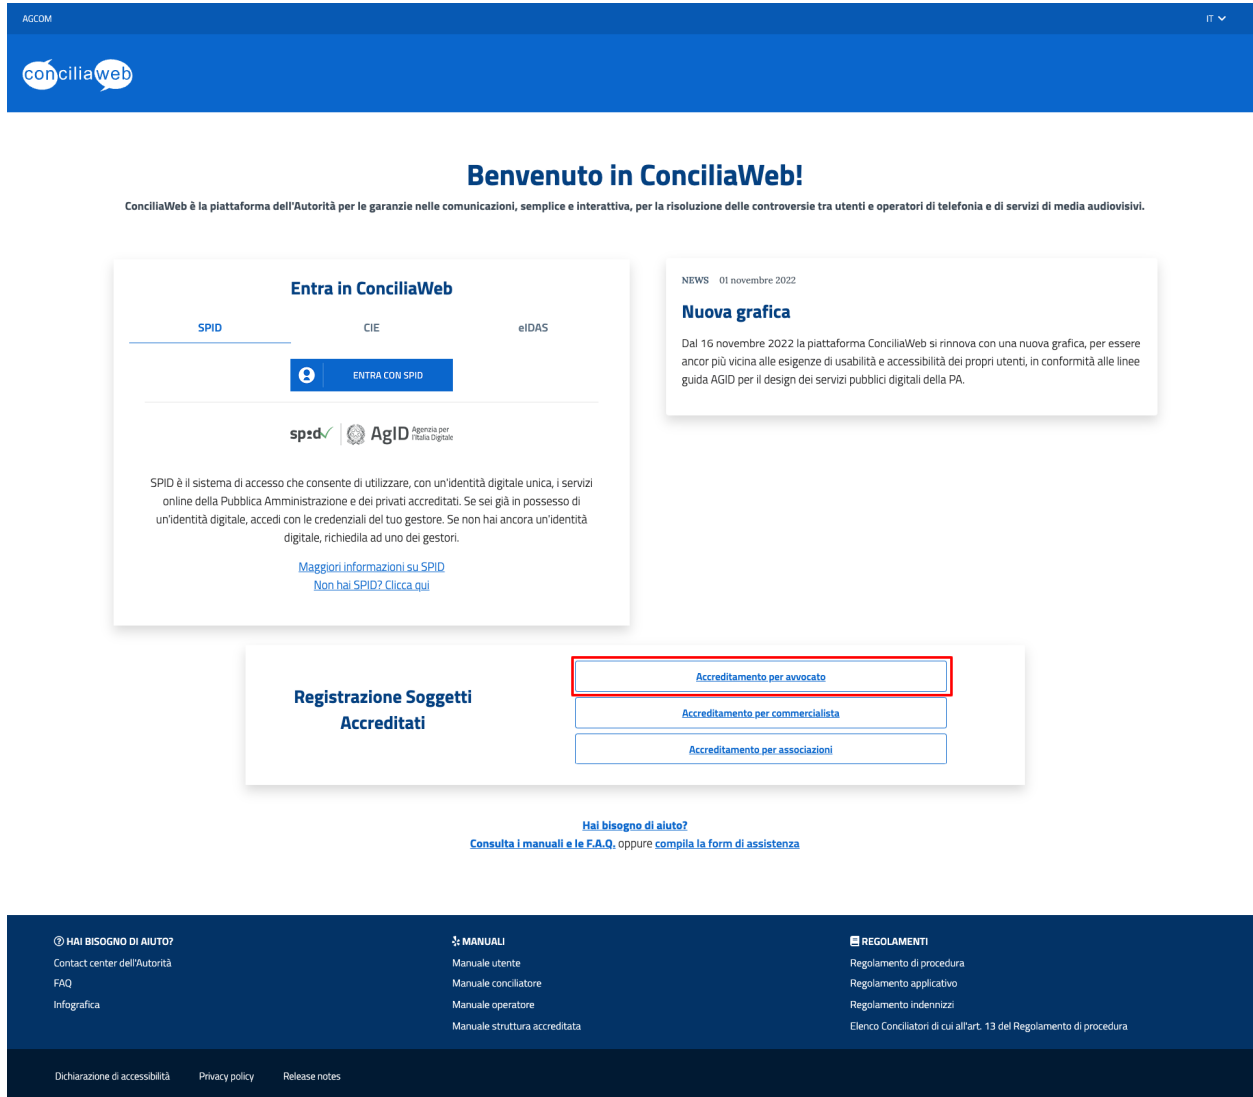 AGCOM
IT
conciliaweb
Benvenuto in ConciliaWeb!
ConciliaWeb è la piattaforma dell'Autorità per le garanzie nelle comunicazioni, semplice e interattiva, per la risoluzione delle controversie tra utenti e operatori di telefonia e di servizi di media audiovisivi.
Entra in ConciliaWeb
SPID CIE eIDAS
ENTRA CON SPID
sp:d AgID Agenzia per
l'Italia Digitale
SPID è il sistema di accesso che consente di utilizzare, con un'identità digitale unica, i servizi
online della Pubblica Amministrazione e dei privati accreditati. Se sei già in possesso di
un'identità digitale, accedi con le credenziali del tuo gestore. Se non hai ancora un'identità
digitale, richiedila ad uno dei gestori.
Maggiori informazioni su SPID
Non hai SPID? Clicca qui
NEWS 01 novembre 2022
Nuova grafica
Dal 16 novembre 2022 la piattaforma ConciliaWeb si rinnova con una nuova grafica, per essere
ancor più vicina alle esigenze di usabilità e accessibilità dei propri utenti, in conformità alle linee
guida AGID per il design dei servizi pubblici digitali della PA.
Registrazione Soggetti
Accreditati
Accreditamento per avvocato
Accreditamento per commercialista
Accreditamento per associazioni
Hai bisogno di aiuto?
Consulta i manuali e le F.A.Q. oppure compila la form di assistenza
HAI BISOGNO DI AIUTO?
Contact center dell'Autorità
FAQ
Infografica
MANUALI
Manuale utente
Manuale conciliatore
Manuale operatore
Manuale struttura accreditata
REGOLAMENTI
Regolamento di procedura
Regolamento applicativo
Regolamento indennizzi
Elenco Conciliatori di cui all'art. 13 del Regolamento di procedura
Dichiarazione di accessibilità Privacy policy Release notes